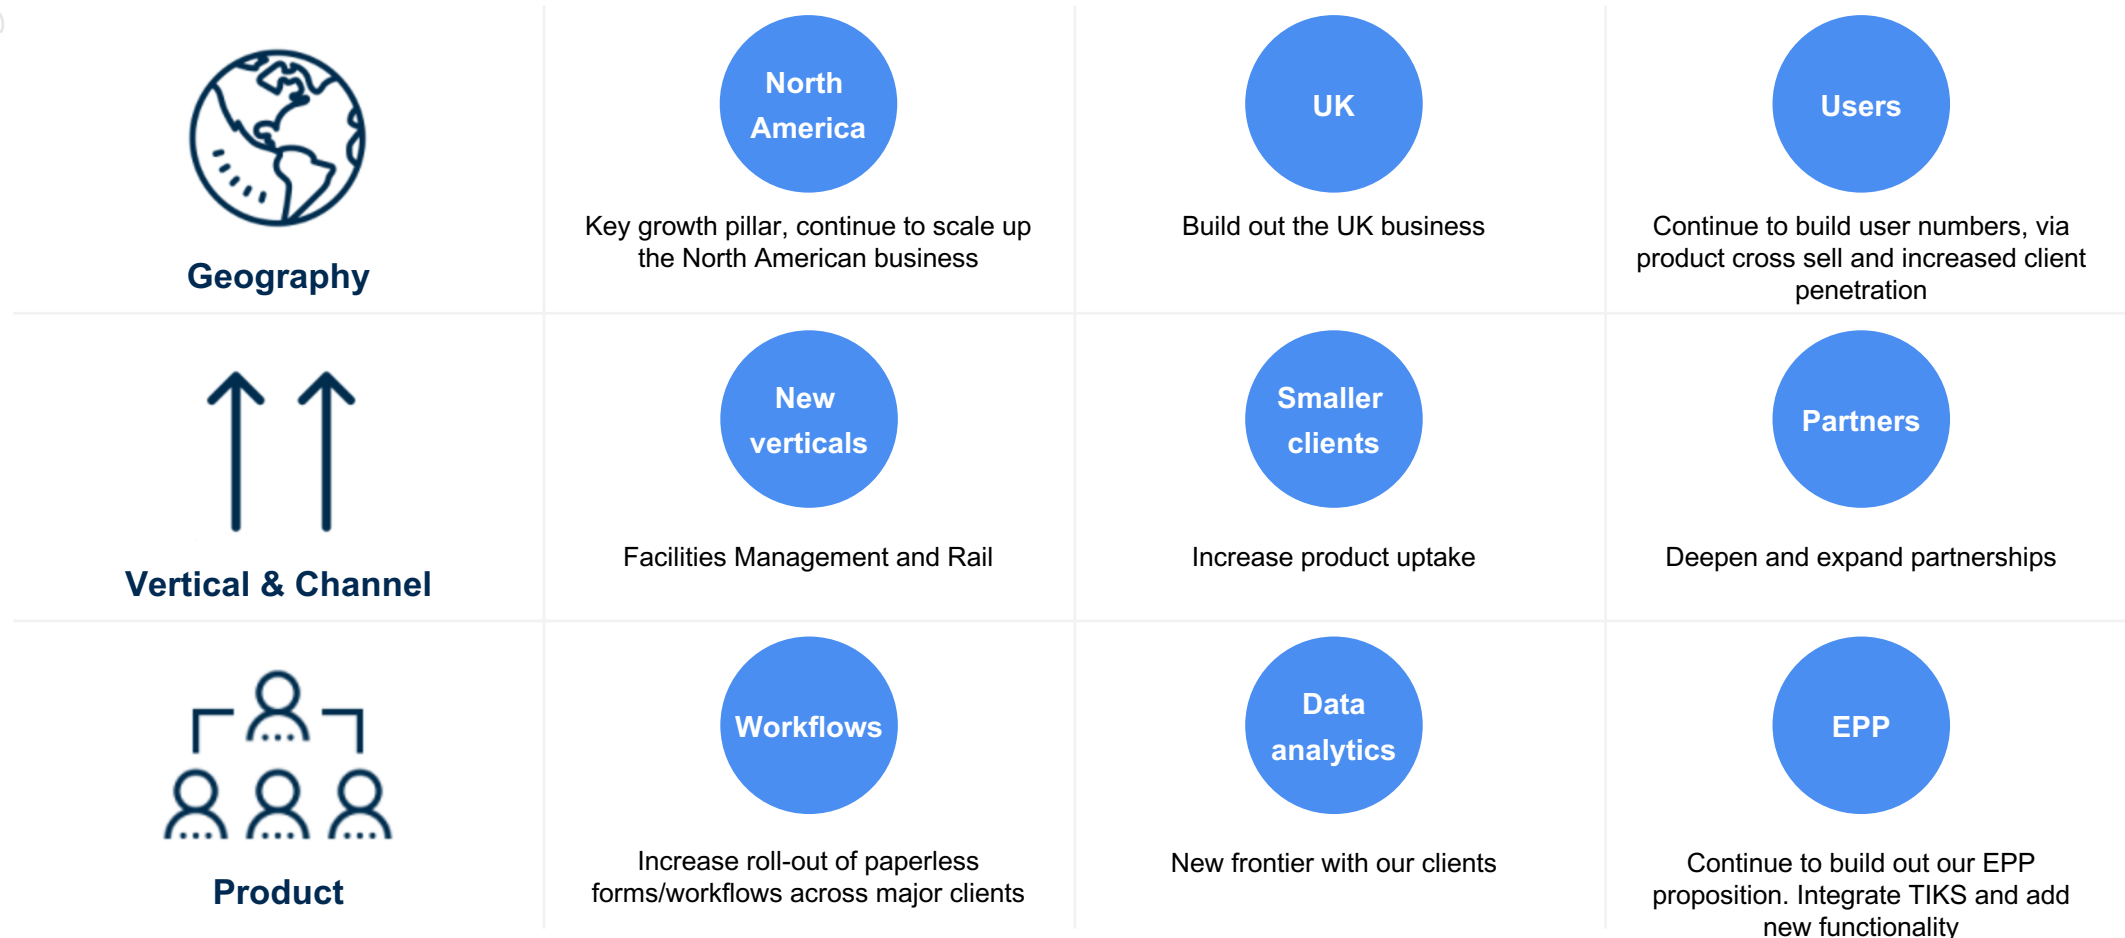 North
America
UK
Users
Key growth pillar, continue to scale up
the North American business
Build out the UK business
Continue to build user numbers, via
product cross sell and increased client
penetration
Geography
New
verticals
Smaller
clients
Partners
Facilities Management and Rail
Increase product uptake
Deepen and expand partnerships
Vertical & Channel
Workflows
Data
analytics
EPP
Increase roll-out of paperless
forms/workflows across major clients
New frontier with our clients
Continue to build out our EPP
proposition. Integrate TIKS and add
new functionality
Product